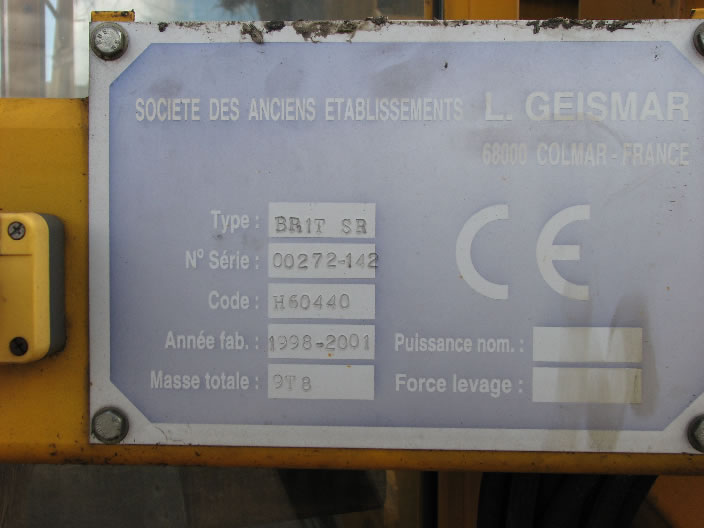 SOCIETE DES ANCIENS ETABLISSEMENTS L. GEISMAR
68000 COLMAR - FRANCE
Type : BR1T SR
N° Série : 00272-142
Code : H60440
Année fab. : 1998-2001 Puissance nom. :
Masse totale : 9T8 Force levage :
CE